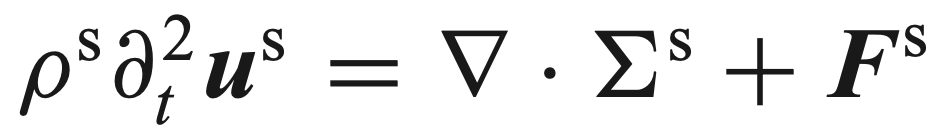 ρˢ∂ₜ²𝒖ˢ = ∇ · Σˢ + 𝑭ˢ